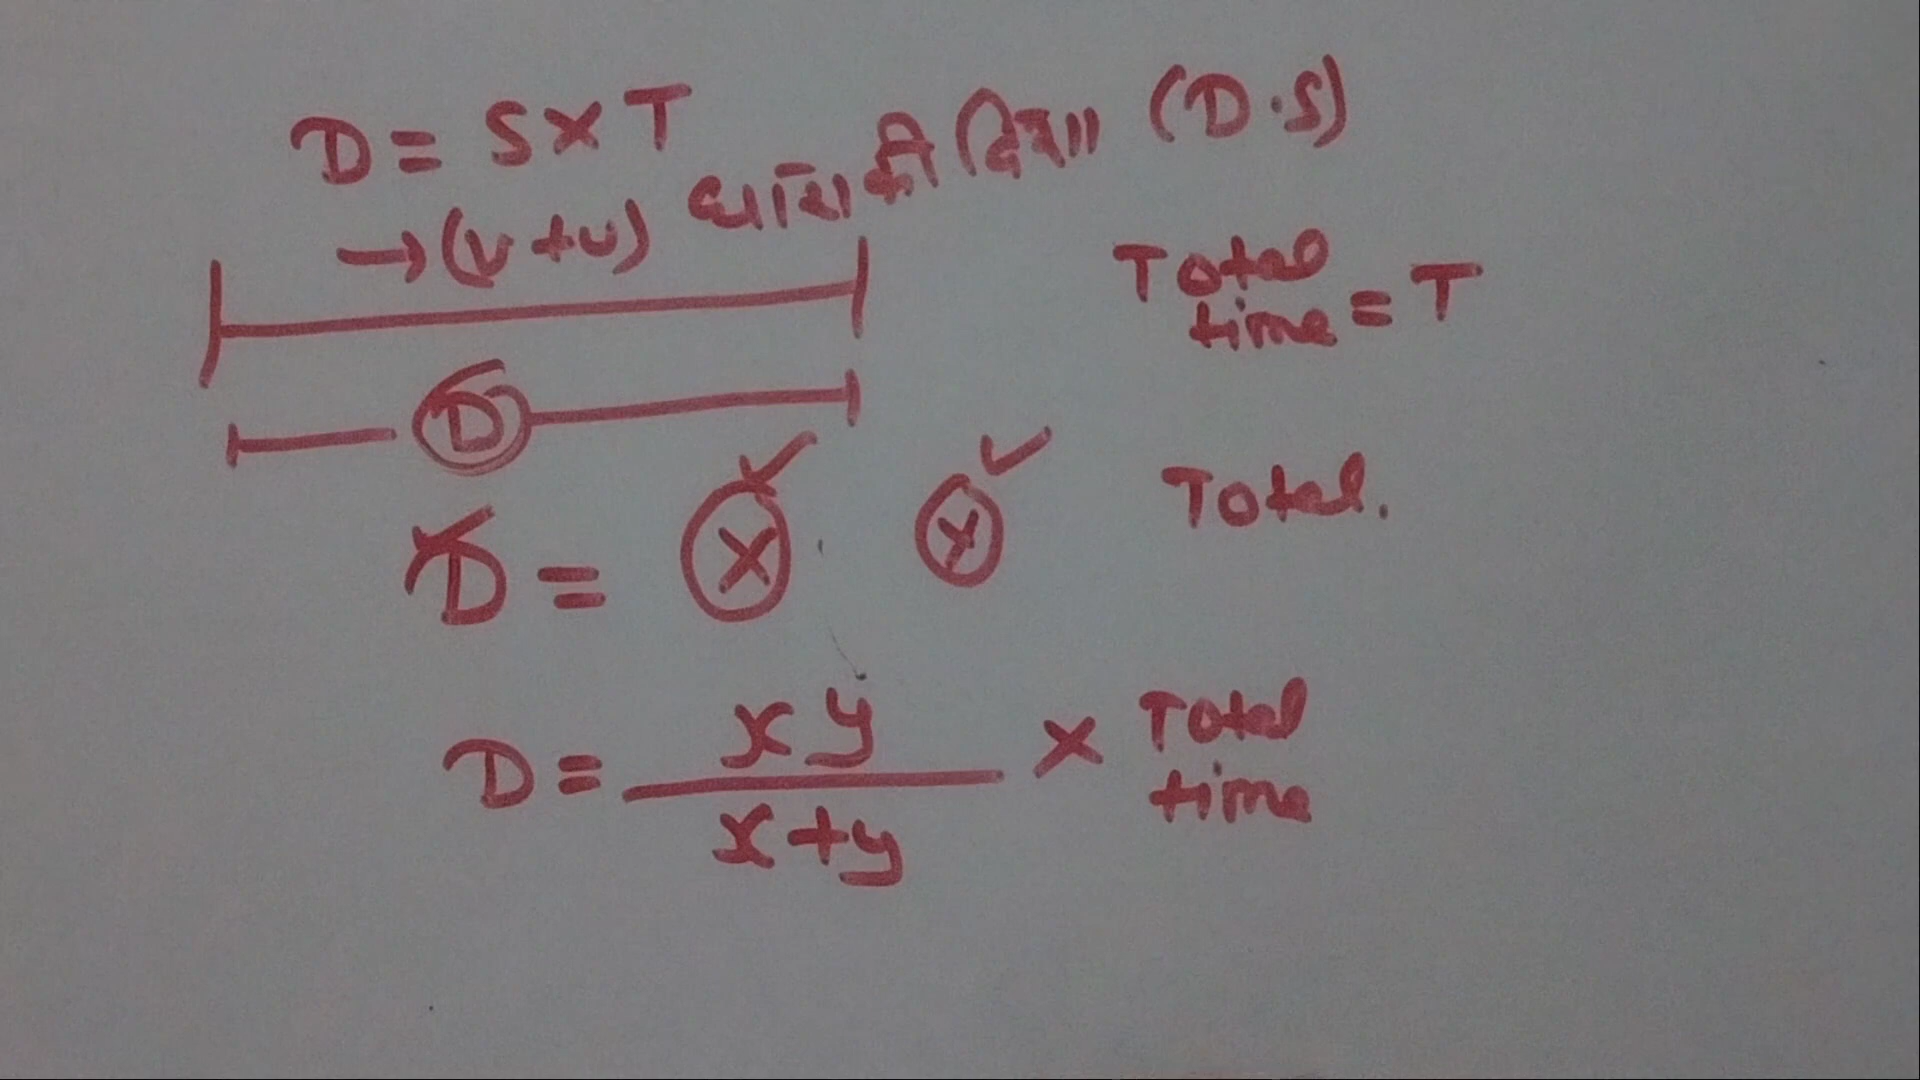 D = S × T
→ (v + u) धारा की दिशा (D.S)
Total time = T
D
D = x y Total.
D = xy / x+y × Total time